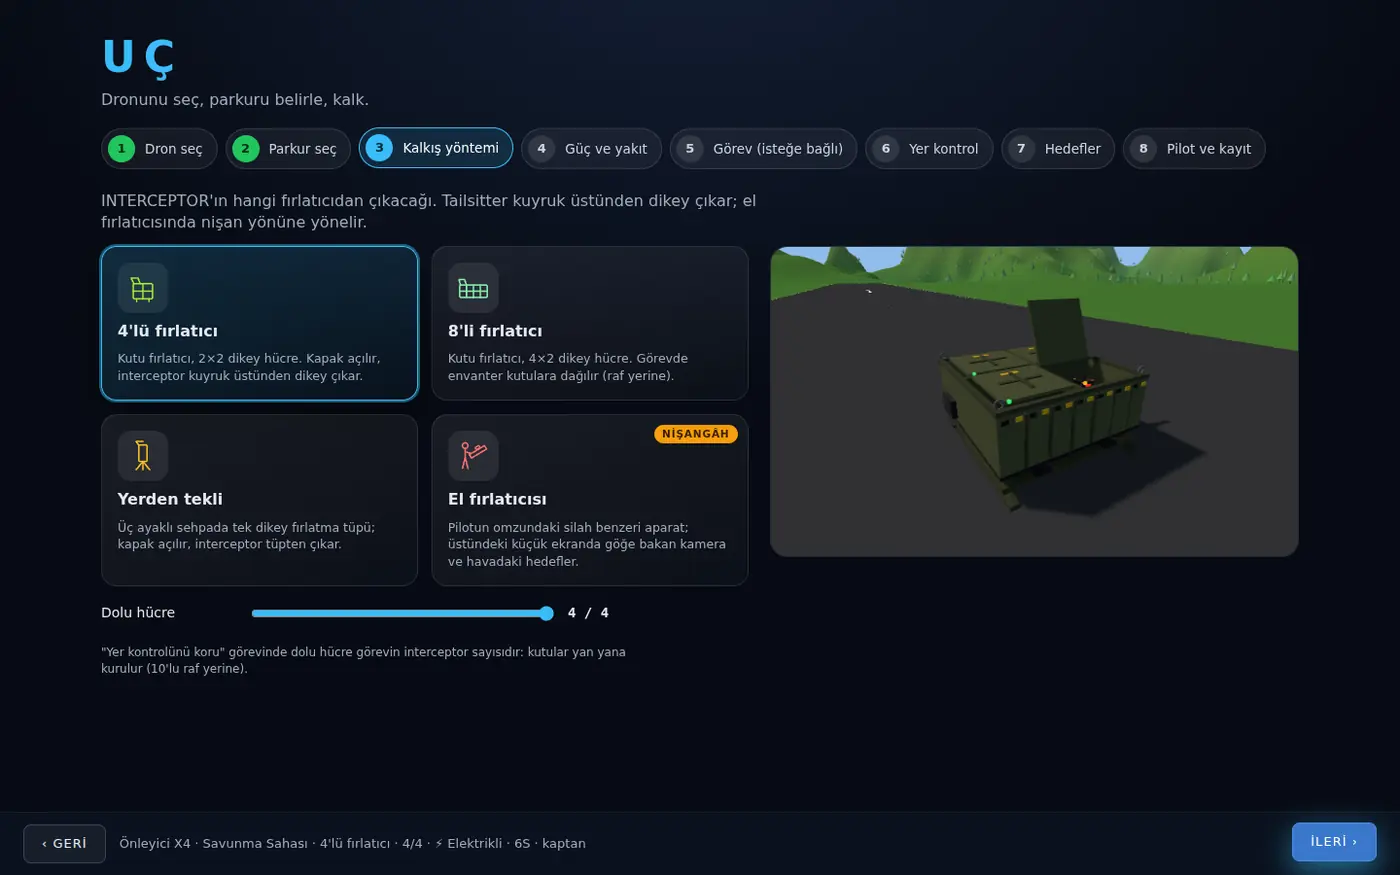 UÇ
Dronunu seç, parkuru belirle, kalk.
1 Dron seç
2 Parkur seç
3 Kalkış yöntemi
4 Güç ve yakıt
5 Görev (isteğe bağlı)
6 Yer kontrol
7 Hedefler
8 Pilot ve kayıt
INTERCEPTOR'ın hangi fırlatıcıdan çıkacağı. Tailsitter kuyruk üstünden dikey çıkar; el
fırlatıcısında nişan yönüne yönelir.
4'lü fırlatıcı
Kutu fırlatıcı, 2×2 dikey hücre. Kapak açılır,
interceptor kuyruk üstünden dikey çıkar.
8'li fırlatıcı
Kutu fırlatıcı, 4×2 dikey hücre. Görevde
envanter kutulara dağılır (raf yerine).
Yerden tekli
Üç ayaklı sehpada tek dikey fırlatma tüpü;
kapak açılır, interceptor tüpten çıkar.
NİŞANGÂH
El fırlatıcısı
Pilotun omzundaki silah benzeri aparat;
üstündeki küçük ekranda göğe bakan kamera
ve havadaki hedefler.
Dolu hücre
4 / 4
"Yer kontrolünü koru" görevinde dolu hücre görevin interceptor sayısıdır: kutular yan yana
kurulur (10'lu raf yerine).
‹ GERİ
Önleyici X4 · Savunma Sahası · 4'lü fırlatıcı · 4/4 · ⚡ Elektrikli · 6S · kaptan
İLERİ ›